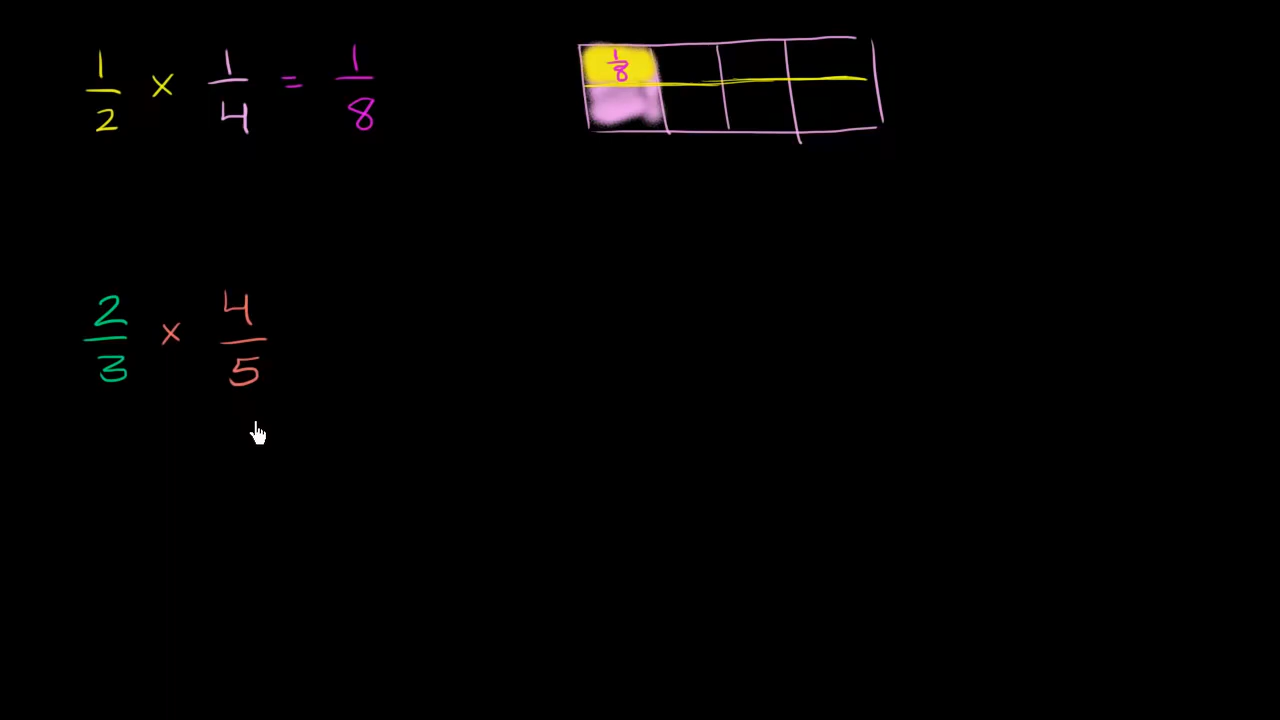 1/2 × 1/4 = 1/8
1/8
2/3 × 4/5